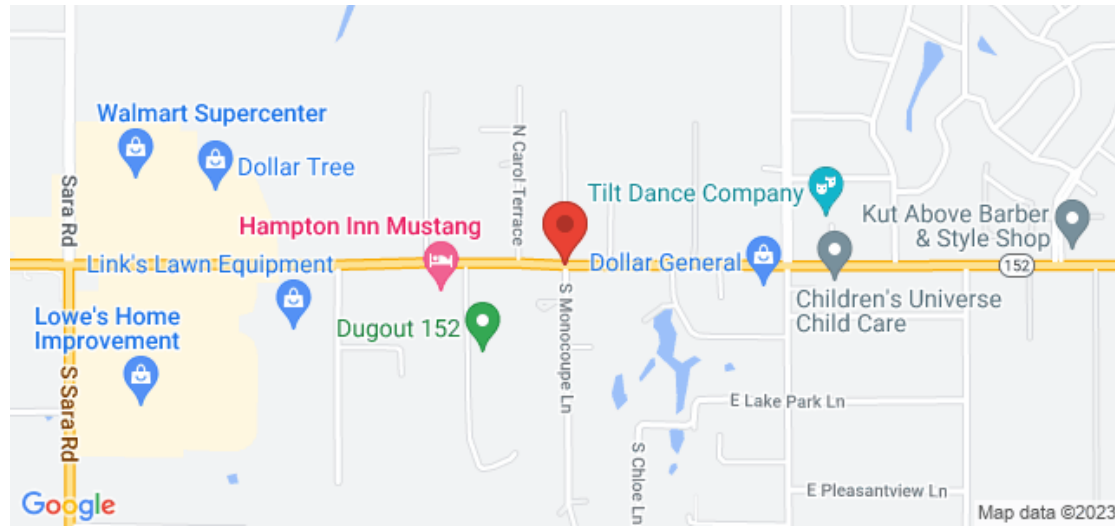 Walmart Supercenter
Dollar Tree
Sara Rd
N Carol Terrace
Tilt Dance Company
Kut Above Barber
& Style Shop
Hampton Inn Mustang
Link's Lawn Equipment
Dollar General
152
Children's Universe
Child Care
Lowe's Home
Improvement
Dugout 152
S Monocoupe Ln
S Sara Rd
E Lake Park Ln
S Chloe Ln
E Pleasantview Ln
Google
Map data ©2023